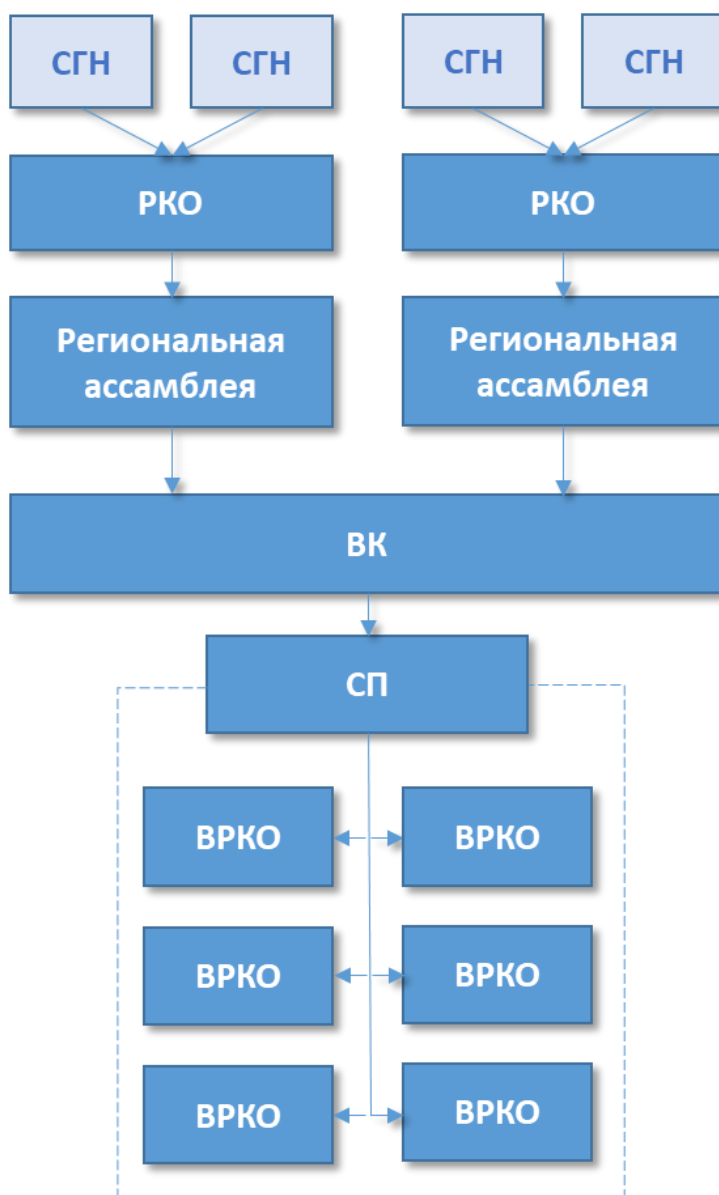 СГН
СГН
СГН
СГН
РКО
РКО
Региональная
ассамблея
Региональная
ассамблея
ВК
СП
ВРКО
ВРКО
ВРКО
ВРКО
ВРКО
ВРКО